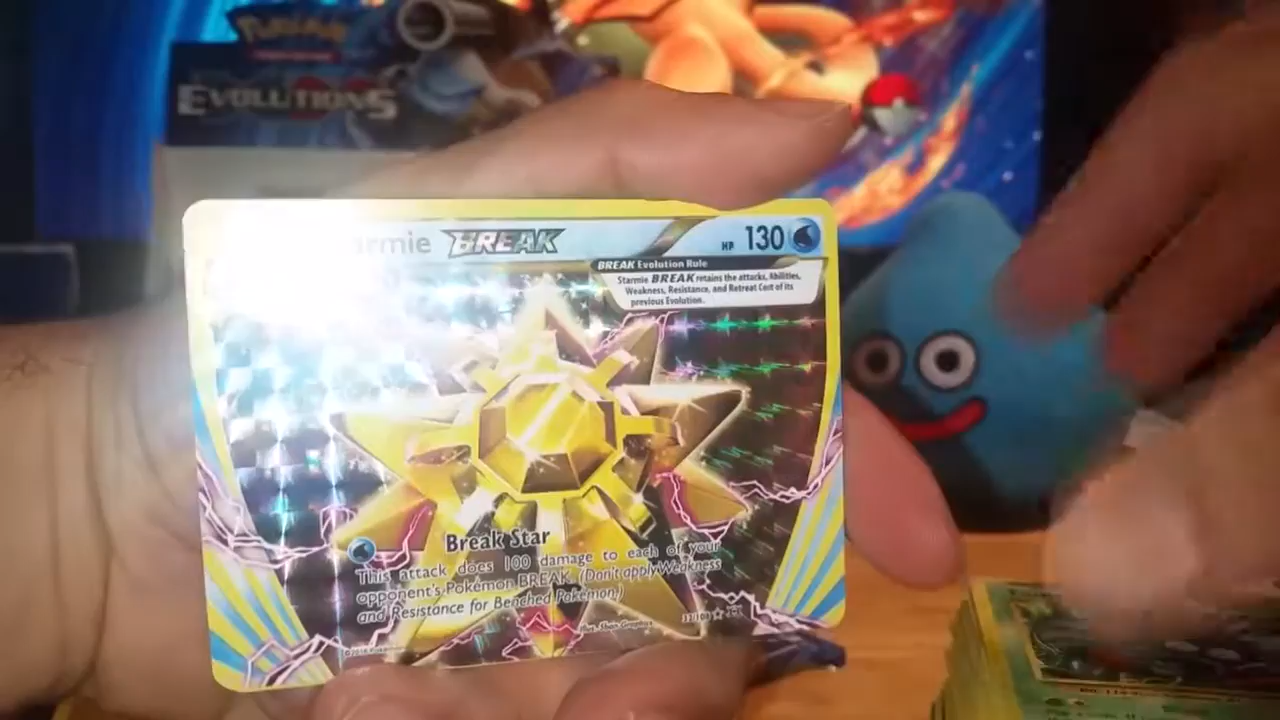 POKÉMON
EVOLUTIONS
armie BREAK
HP 130
BREAK Evolution Rule
Starmie BREAK retains the attacks, Abilities,
Weakness, Resistance, and Retreat Cost of its
previous Evolution.
Break Star
This attack does 100 damage to each of your
opponent's Pokémon BREAK. (Don't apply Weakness
and Resistance for Benched Pokémon.)